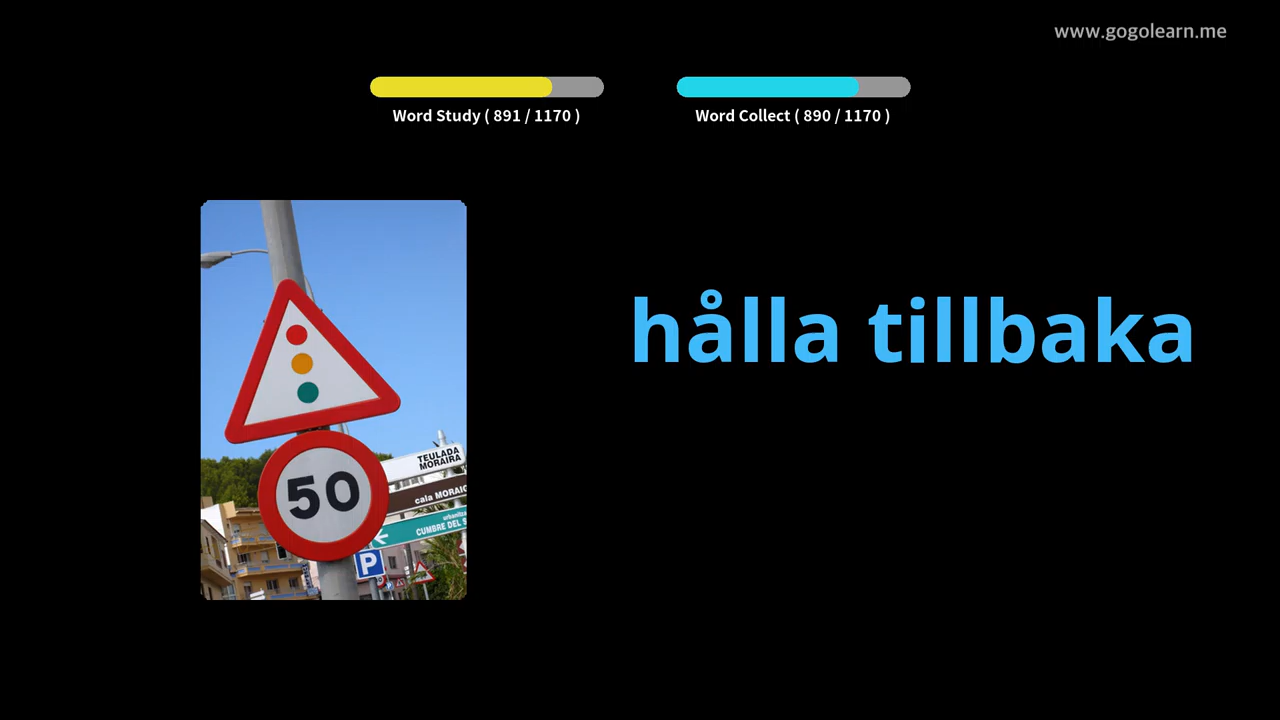 www.gogolearn.me
Word Study ( 891 / 1170 )
Word Collect ( 890 / 1170 )
hålla tillbaka
TEULADA
MORAIRA
cala
50
CUMBRE DEL
P